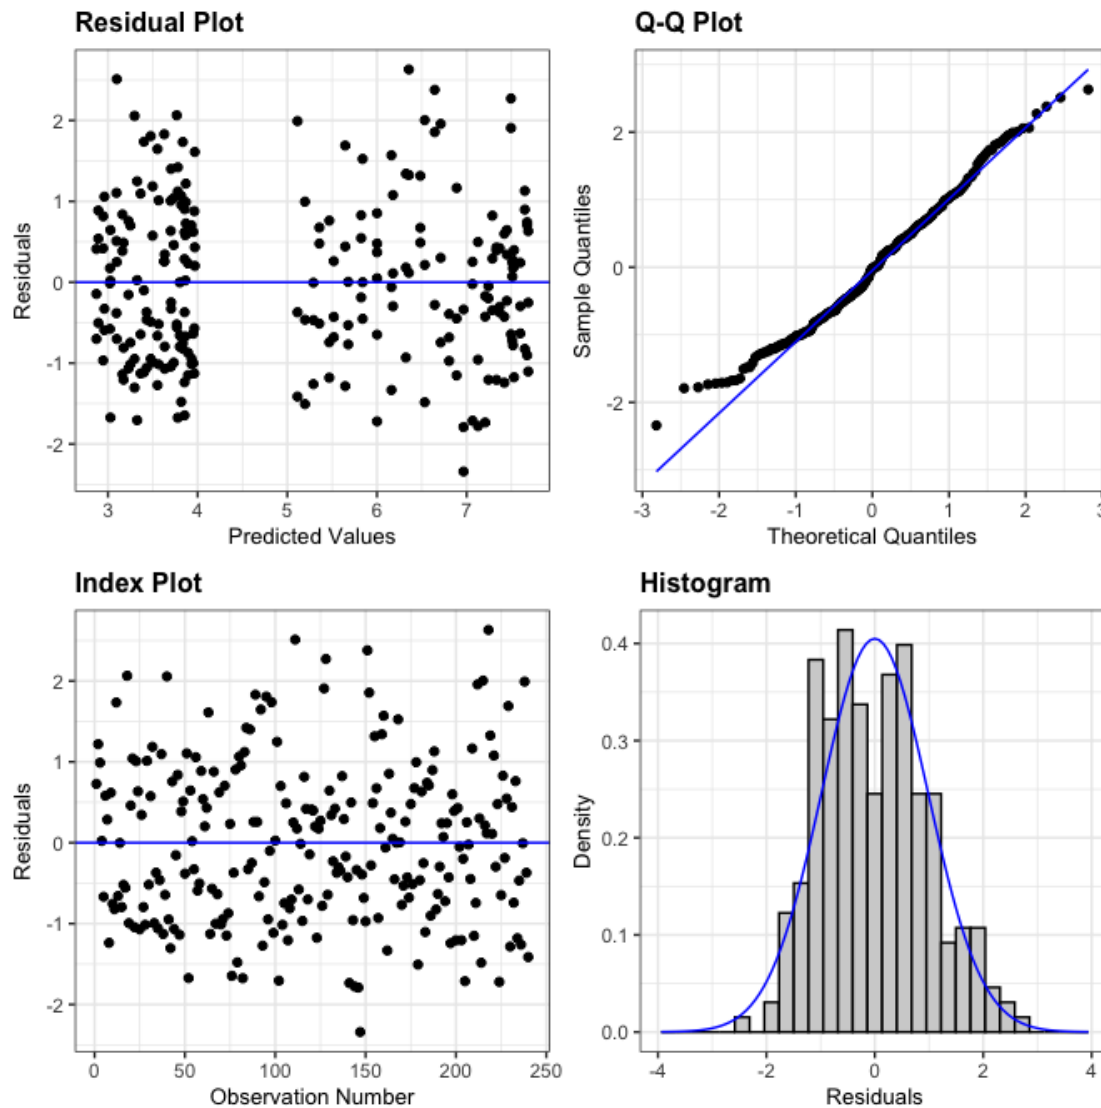 Residual Plot
2
1
0
-1
-2
Residuals
3 4 5 6 7
Predicted Values
Q-Q Plot
2
0
-2
Sample Quantiles
-3 -2 -1 0 1 2 3
Theoretical Quantiles
Index Plot
2
1
0
-1
-2
Residuals
0 50 100 150 200 250
Observation Number
Histogram
0.4
0.3
0.2
0.1
0.0
Density
-4 -2 0 2 4
Residuals